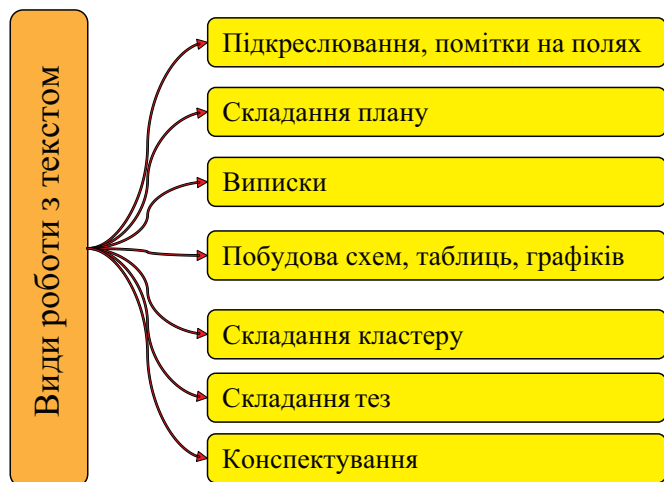 Види роботи з текстом
Підкреслювання, помітки на полях
Складання плану
Виписки
Побудова схем, таблиць, графіків
Складання кластеру
Складання тез
Конспектування